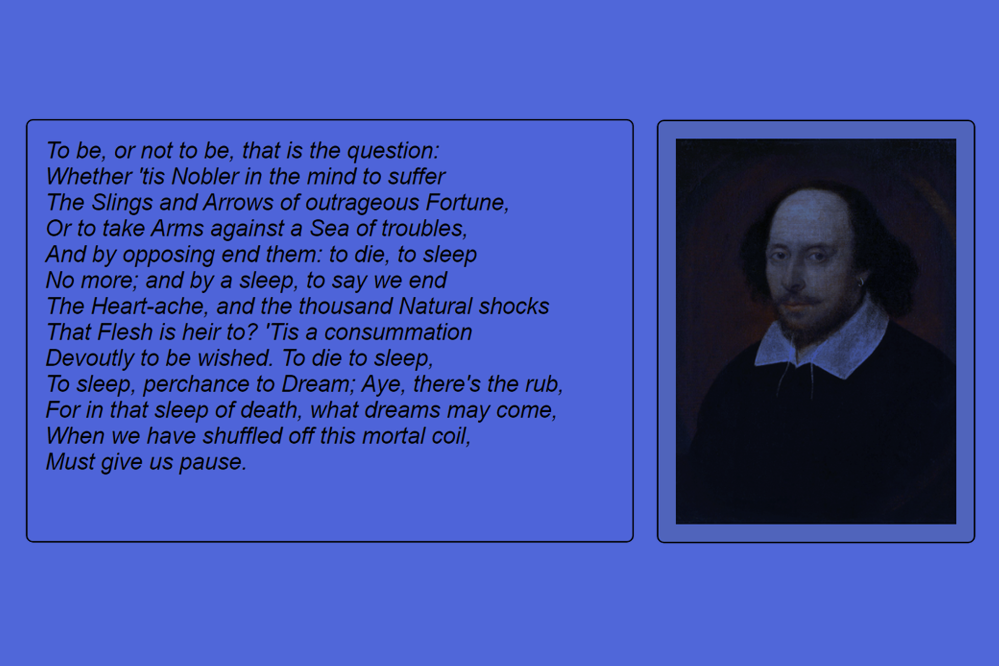 To be, or not to be, that is the question:
Whether 'tis Nobler in the mind to suffer
The Slings and Arrows of outrageous Fortune,
Or to take Arms against a Sea of troubles,
And by opposing end them: to die, to sleep
No more; and by a sleep, to say we end
The Heart-ache, and the thousand Natural shocks
That Flesh is heir to? 'Tis a consummation
Devoutly to be wished. To die to sleep,
To sleep, perchance to Dream; Aye, there's the rub,
For in that sleep of death, what dreams may come,
When we have shuffled off this mortal coil,
Must give us pause.